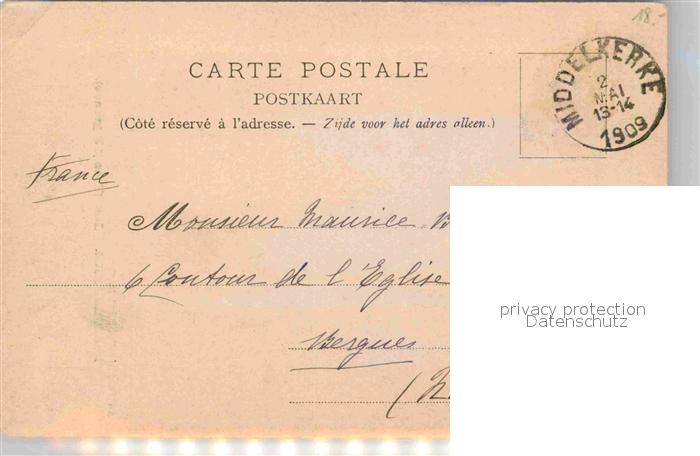 18.-
CARTE POSTALE
POSTKAART
(Côté réservé à l'adresse. — Zijde voor het adres alleen.)
MIDDELKERKE
2
MAI
13-14
1909
France
Monsieur Maurice
6 Contour de l'Eglise
Bergues
privacy protection
Datenschutz